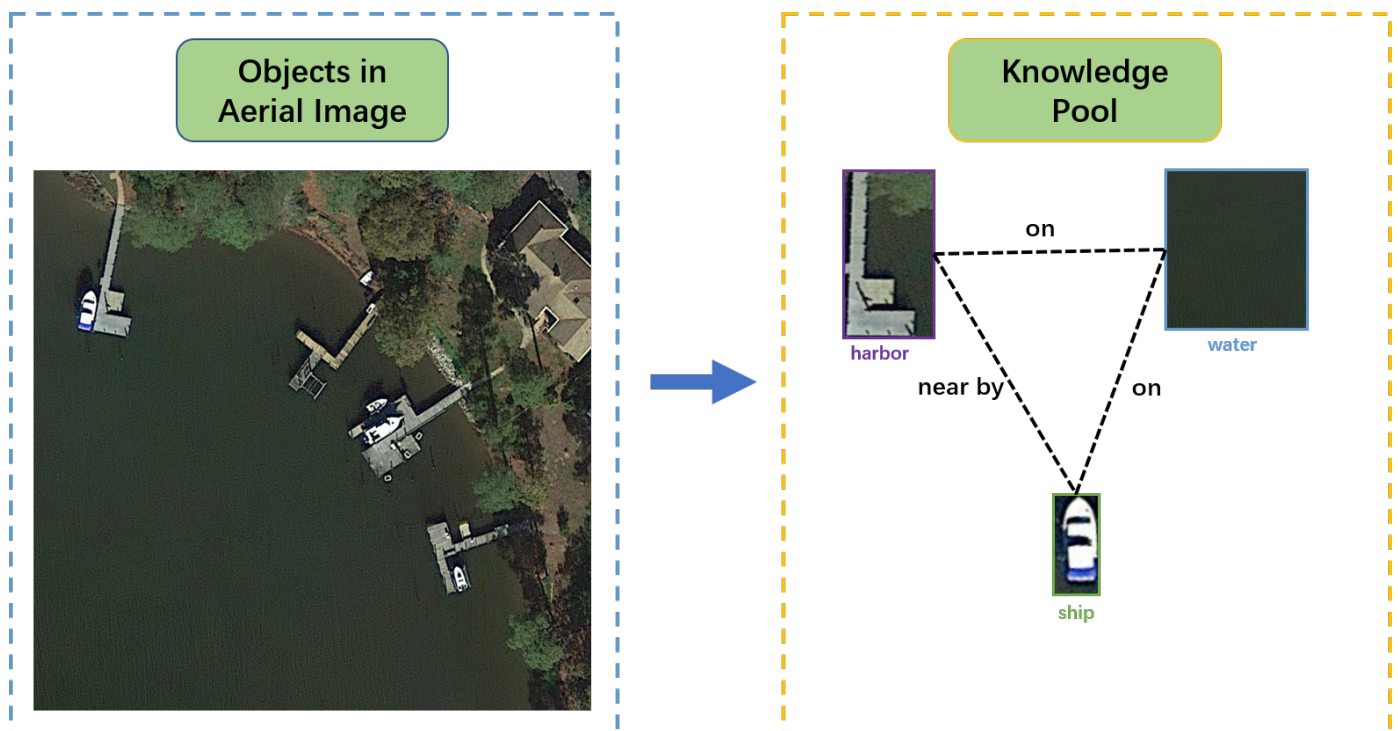 Objects in
Aerial Image
Knowledge
Pool
on
harbor
water
near by
on
ship